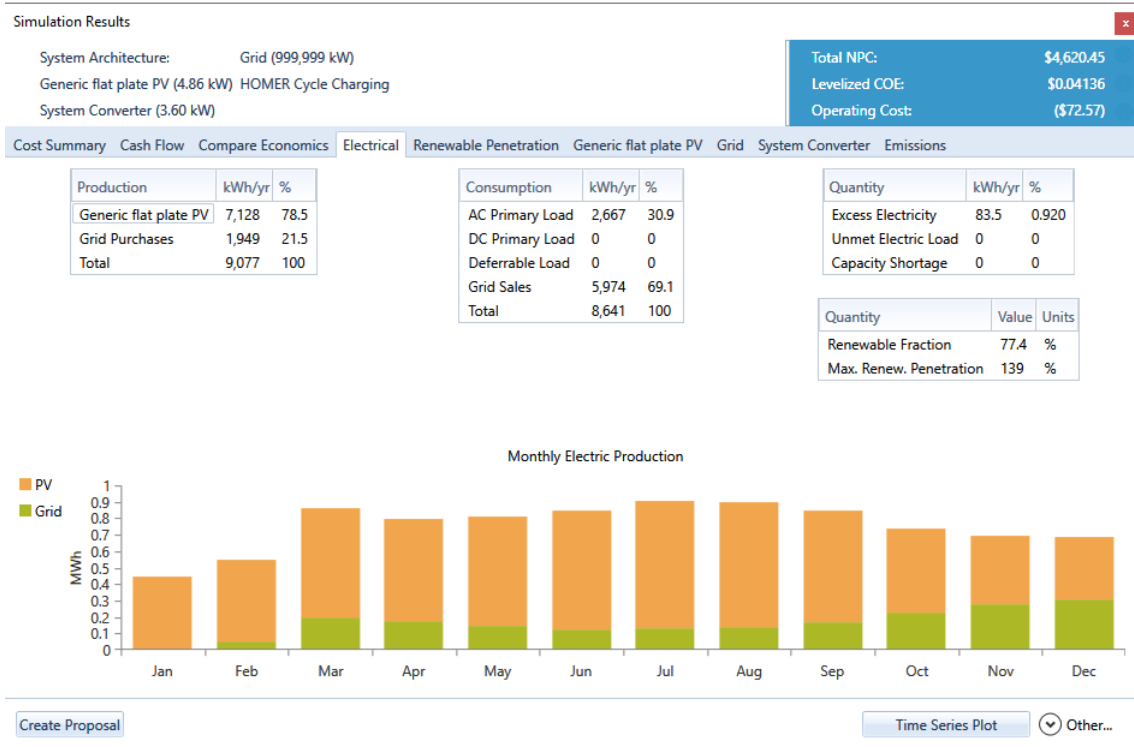 Simulation Results
x
System Architecture: Grid (999,999 kW)
Generic flat plate PV (4.86 kW) HOMER Cycle Charging
System Converter (3.60 kW)
Total NPC: $4,620.45
Levelized COE: $0.04136
Operating Cost: ($72.57)
Cost Summary Cash Flow Compare Economics Electrical Renewable Penetration Generic flat plate PV Grid System Converter Emissions
Production kWh/yr %
Generic flat plate PV 7,128 78.5
Grid Purchases 1,949 21.5
Total 9,077 100
Consumption kWh/yr %
AC Primary Load 2,667 30.9
DC Primary Load 0 0
Deferrable Load 0 0
Grid Sales 5,974 69.1
Total 8,641 100
Quantity kWh/yr %
Excess Electricity 83.5 0.920
Unmet Electric Load 0 0
Capacity Shortage 0 0
Quantity Value Units
Renewable Fraction 77.4 %
Max. Renew. Penetration 139 %
Monthly Electric Production
PV
Grid
MWh
1
0.9
0.8
0.7
0.6
0.5
0.4
0.3
0.2
0.1
0
Jan Feb Mar Apr May Jun Jul Aug Sep Oct Nov Dec
Create Proposal Time Series Plot Other...